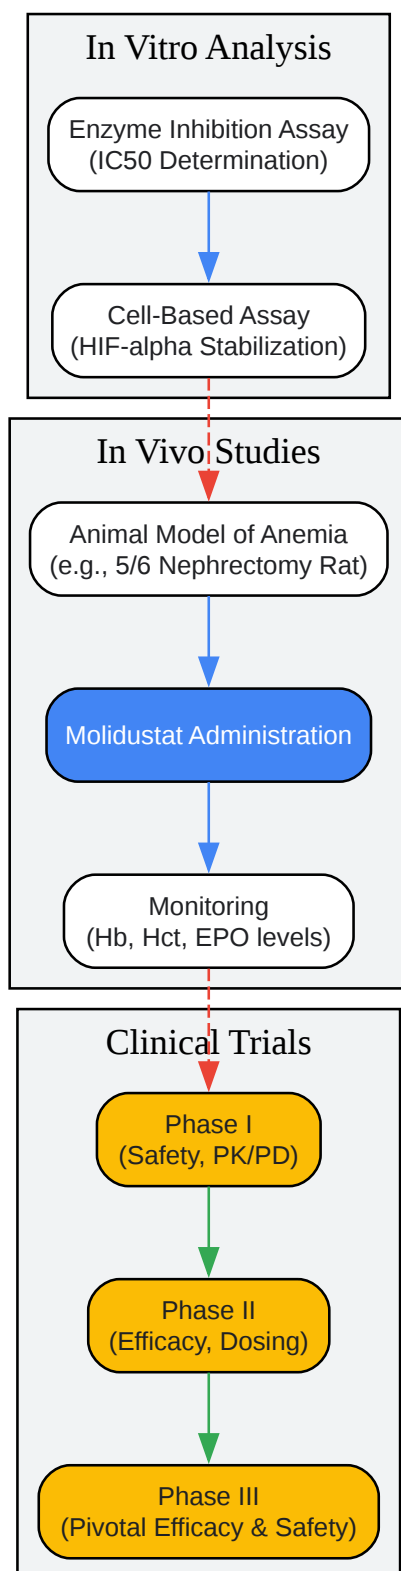 In Vitro Analysis
Enzyme Inhibition Assay
(IC50 Determination)
Cell-Based Assay
(HIF-alpha Stabilization)
In Vivo Studies
Animal Model of Anemia
(e.g., 5/6 Nephrectomy Rat)
Molidustat Administration
Monitoring
(Hb, Hct, EPO levels)
Clinical Trials
Phase I
(Safety, PK/PD)
Phase II
(Efficacy, Dosing)
Phase III
(Pivotal Efficacy & Safety)